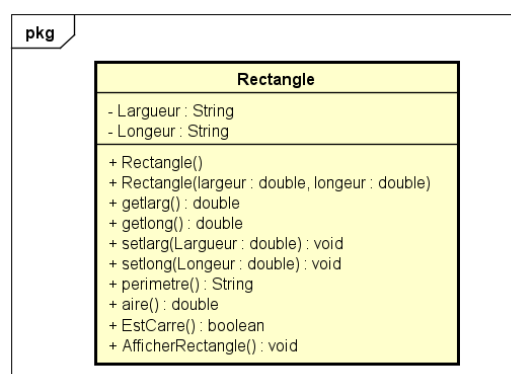 pkg
Rectangle
- Largueur : String
- Longeur : String
+ Rectangle()
+ Rectangle(largeur : double, longeur : double)
+ getlarg() : double
+ getlong() : double
+ setlarg(Largueur : double) : void
+ setlong(Longeur : double) : void
+ perimetre() : String
+ aire() : double
+ EstCarre() : boolean
+ AfficherRectangle() : void